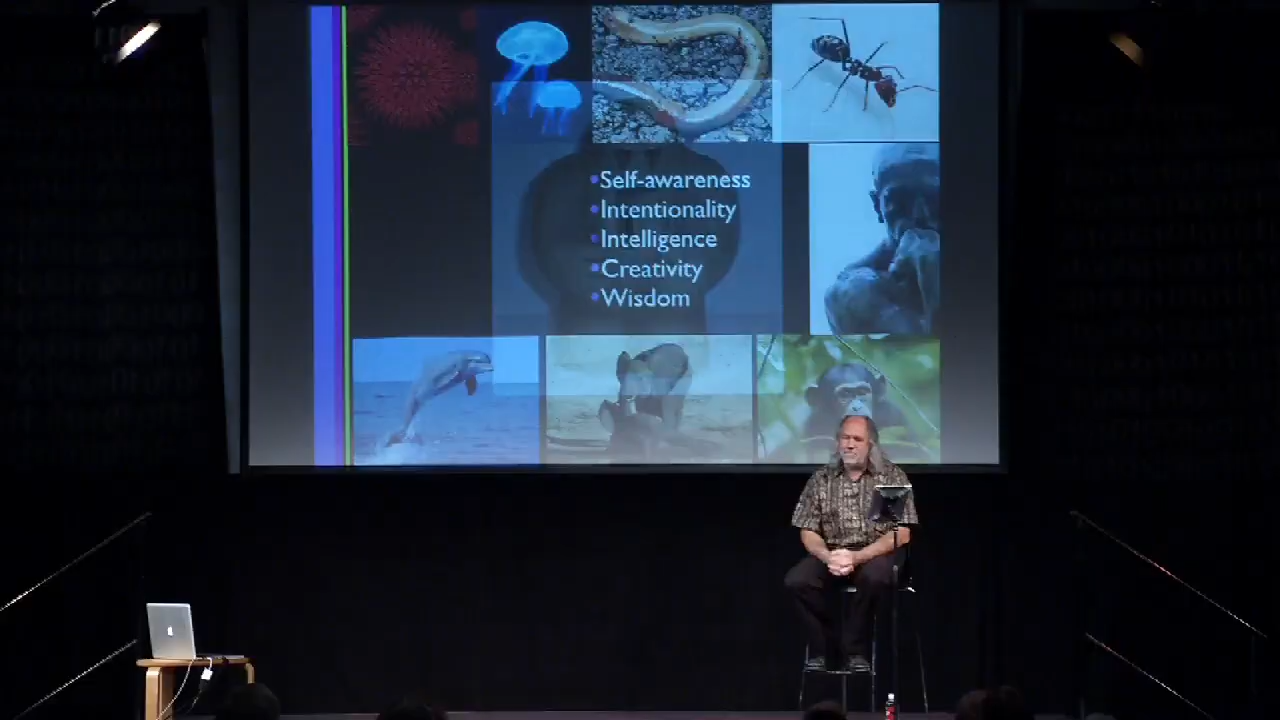 •Self-awareness
•Intentionality
•Intelligence
•Creativity
•Wisdom